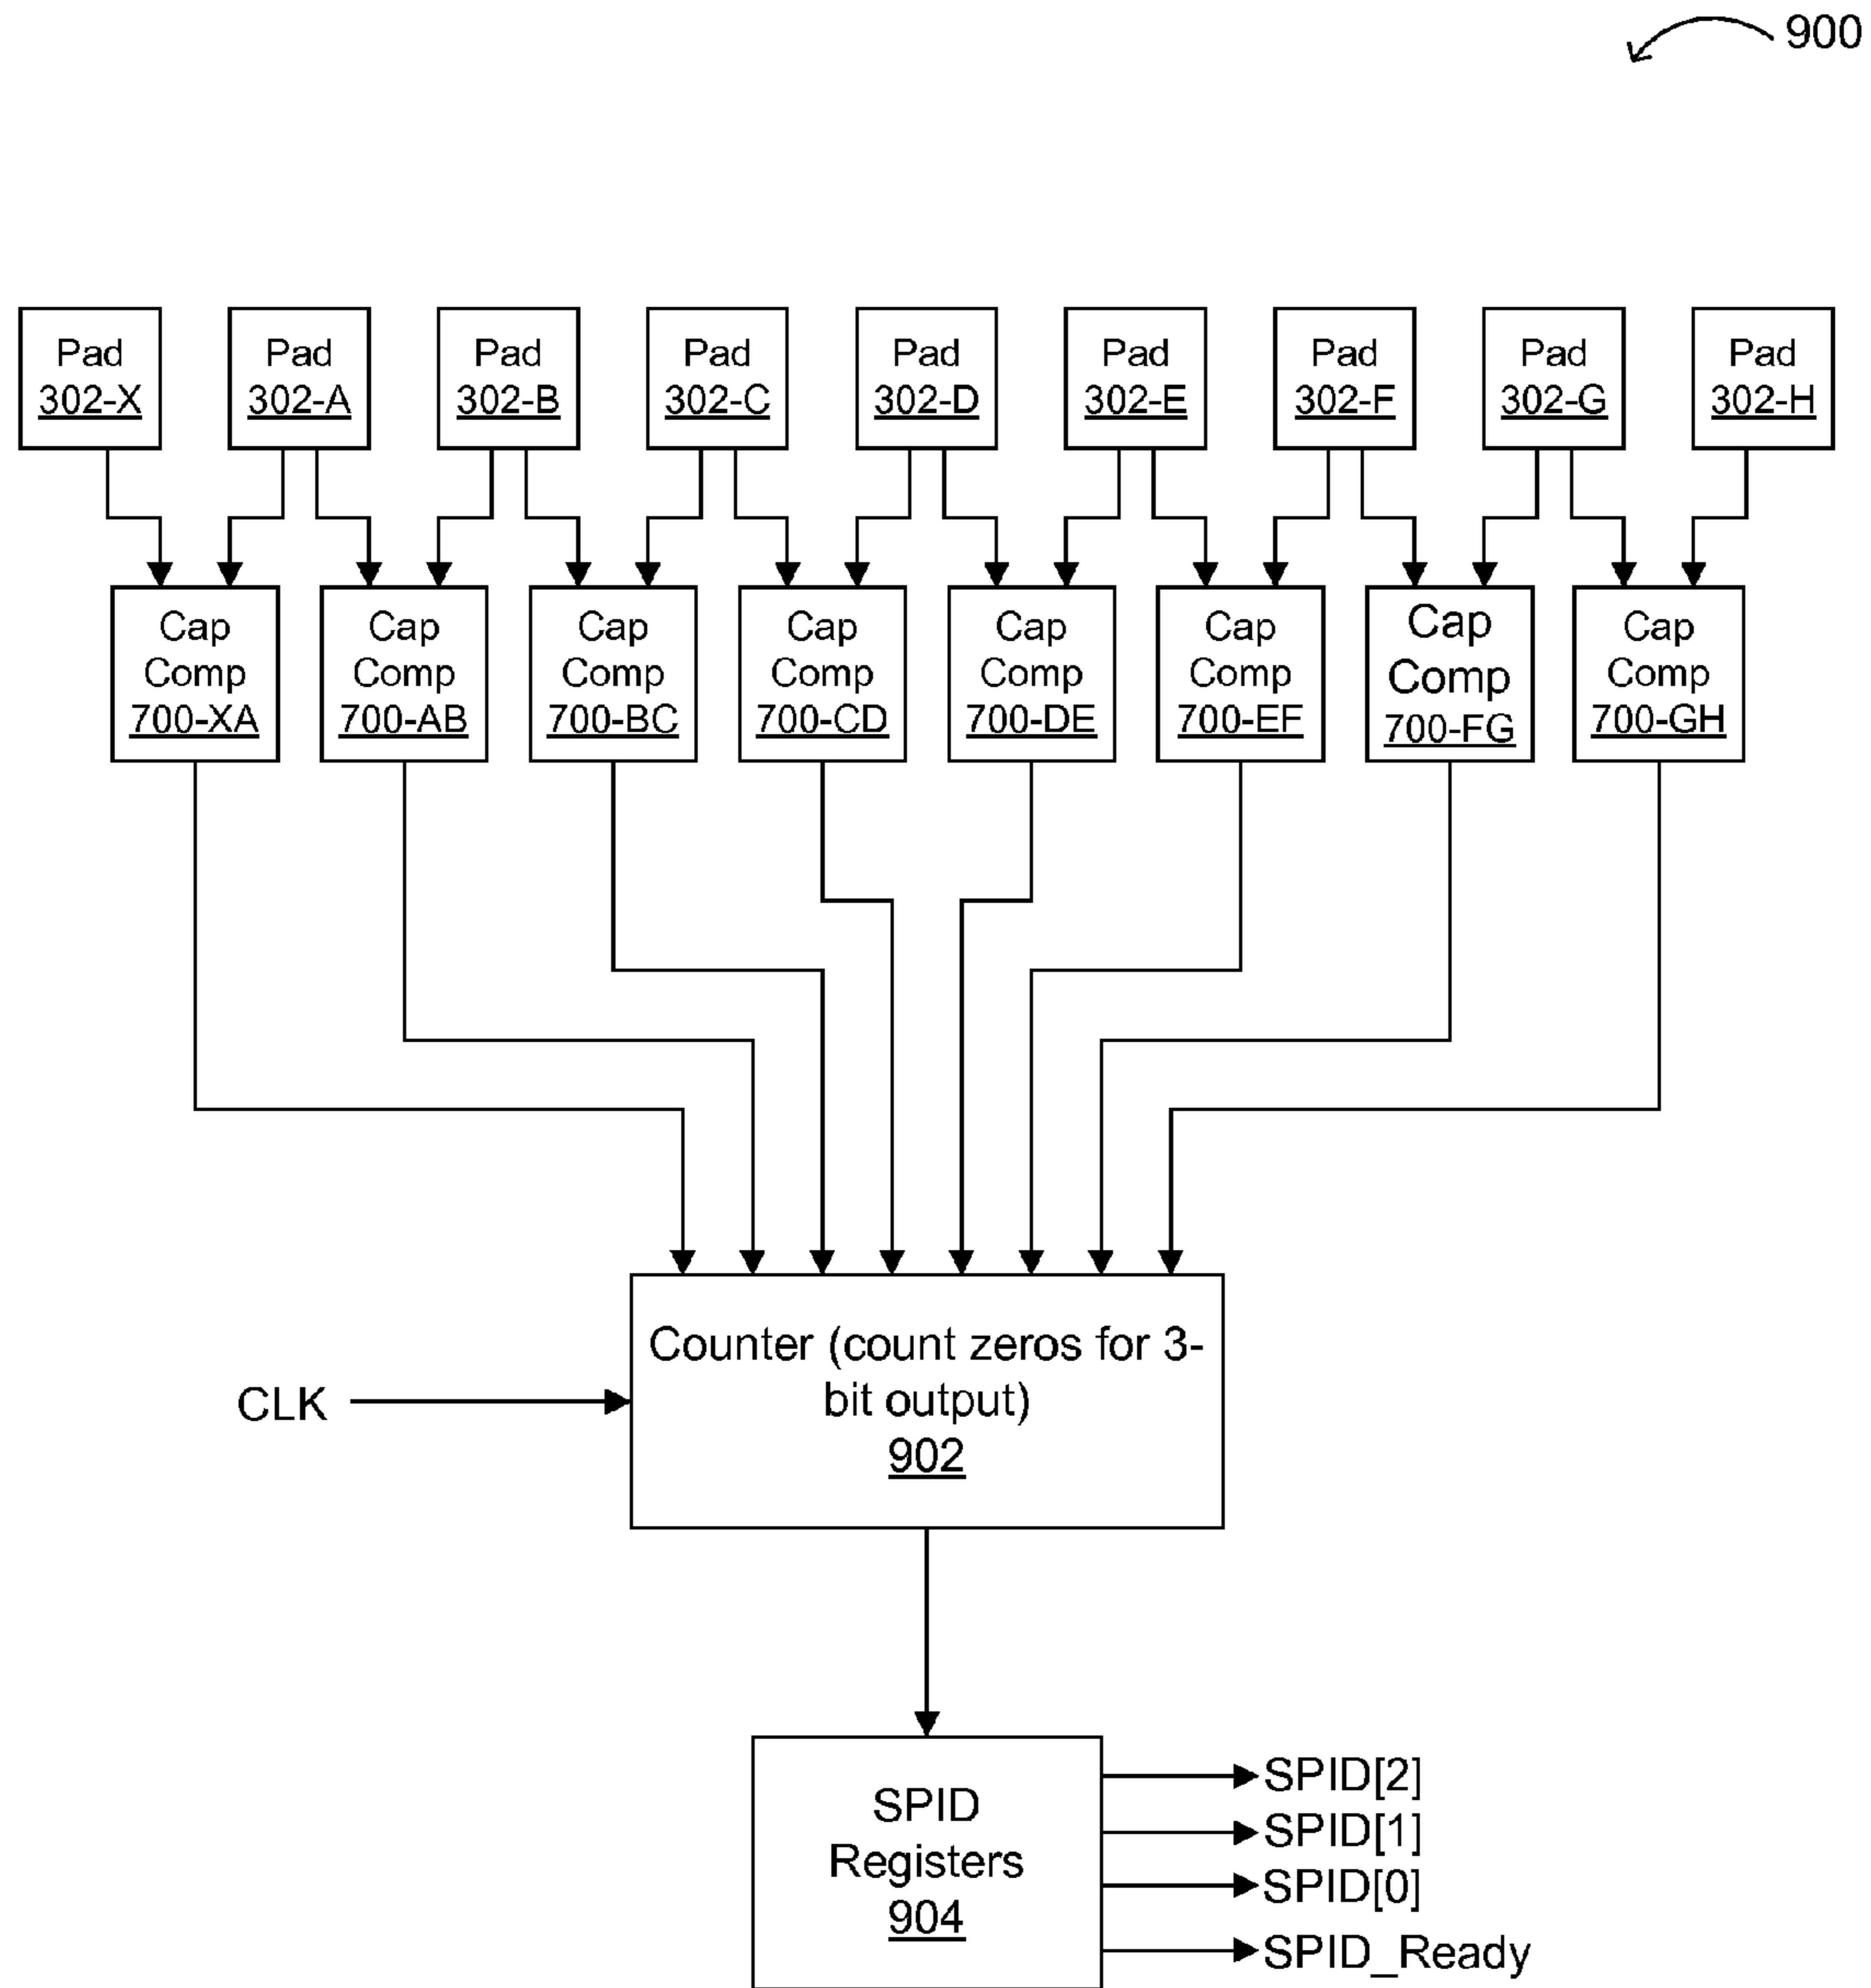 900
Pad
302-X
Pad
302-A
Pad
302-B
Pad
302-C
Pad
302-D
Pad
302-E
Pad
302-F
Pad
302-G
Pad
302-H
Cap
Comp
700-XA
Cap
Comp
700-AB
Cap
Comp
700-BC
Cap
Comp
700-CD
Cap
Comp
700-DE
Cap
Comp
700-EF
Cap
Comp
700-FG
Cap
Comp
700-GH
Counter (count zeros for 3-
bit output)
902
CLK
SPID
Registers
904
SPID[2]
SPID[1]
SPID[0]
SPID_Ready